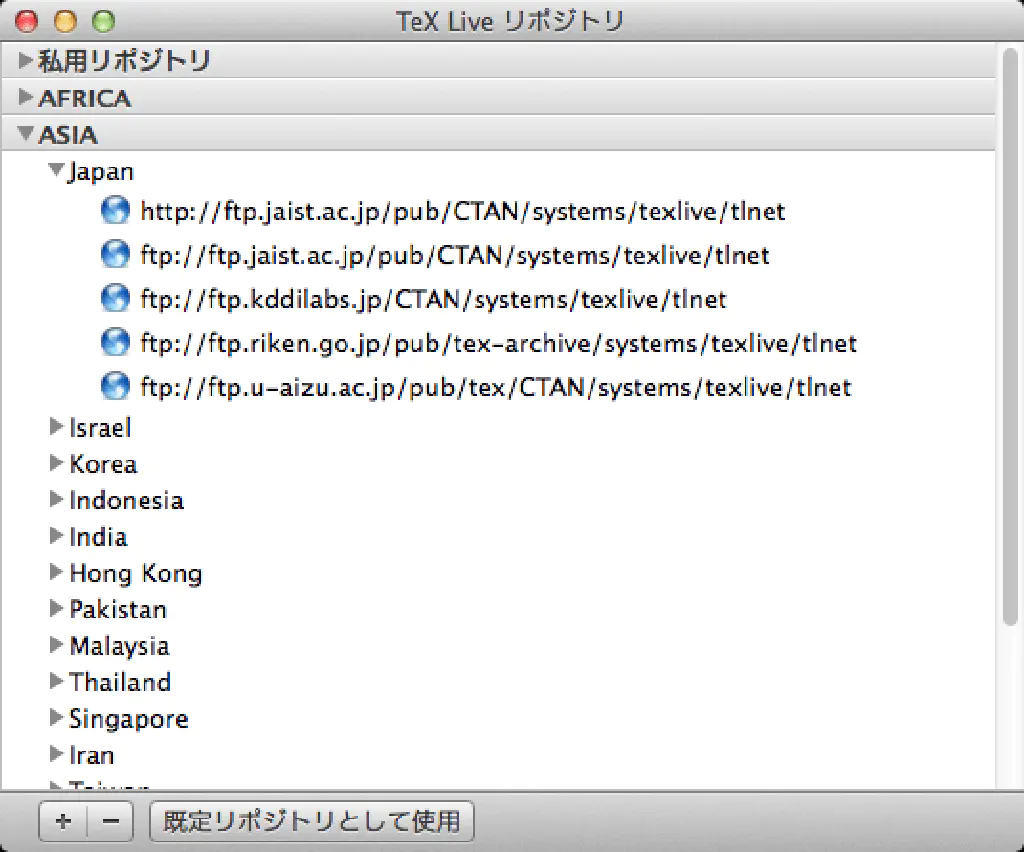 TeX Live リポジトリ
私用リポジトリ
AFRICA
ASIA
Japan
http://ftp.jaist.ac.jp/pub/CTAN/systems/texlive/tlnet
ftp://ftp.jaist.ac.jp/pub/CTAN/systems/texlive/tlnet
ftp://ftp.kddilabs.jp/CTAN/systems/texlive/tlnet
ftp://ftp.riken.go.jp/pub/tex-archive/systems/texlive/tlnet
ftp://ftp.u-aizu.ac.jp/pub/tex/CTAN/systems/texlive/tlnet
Israel
Korea
Indonesia
India
Hong Kong
Pakistan
Malaysia
Thailand
Singapore
Iran
既定リポジトリとして使用